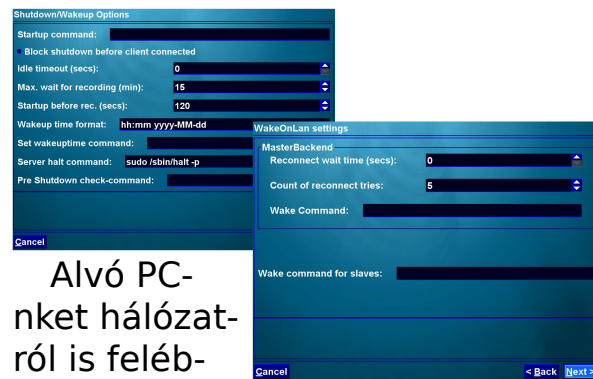 Shutdown/Wakeup Options
Startup command:
Block shutdown before client connected
Idle timeout (secs): 0
Max. wait for recording (min): 15
Startup before rec. (secs): 120
Wakeup time format: hh:mm yyyy-MM-dd
Set wakeuptime command:
Server halt command: sudo /sbin/halt -p
Pre Shutdown check-command:
Cancel
WakeOnLan settings
MasterBackend
Reconnect wait time (secs): 0
Count of reconnect tries: 5
Wake Command:
Wake command for slaves:
Cancel
< Back
Next >
Alvó PC-
nket hálózat-
ról is feléb-